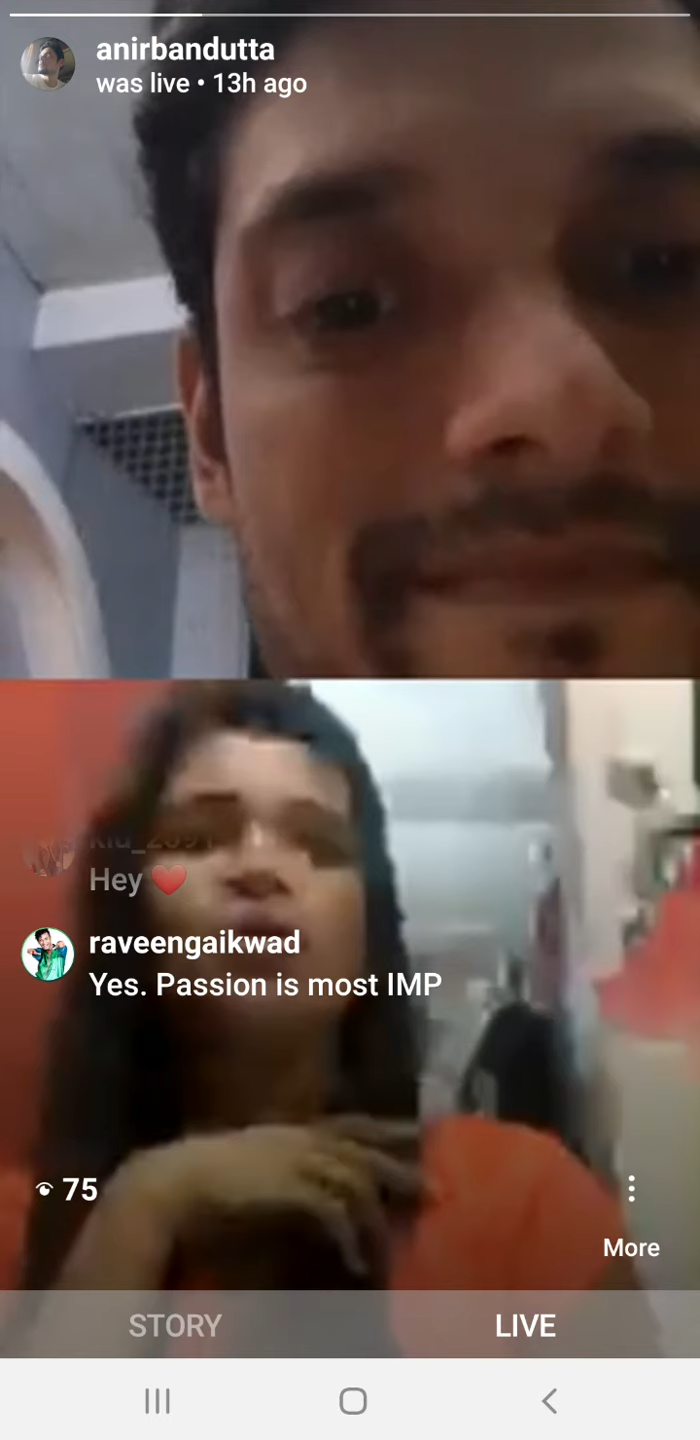 anirbandutta
was live • 13h ago
Hey ❤️
raveengaikwad
Yes. Passion is most IMP
75
More
STORY
LIVE